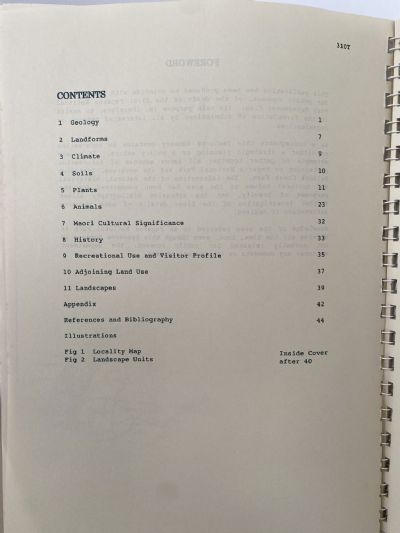 3107
CONTENTS
1 Geology 1
2 Landforms 7
3 Climate 9
4 Soils 10
5 Plants 11
6 Animals 23
7 Maori Cultural Significance 32
8 History 33
9 Recreational Use and Visitor Profile 35
10 Adjoining Land Use 37
11 Landscapes 39
Appendix 42
References and Bibliography 44
Illustrations
Fig 1 Locality Map Inside Cover
Fig 2 Landscape Units after 40